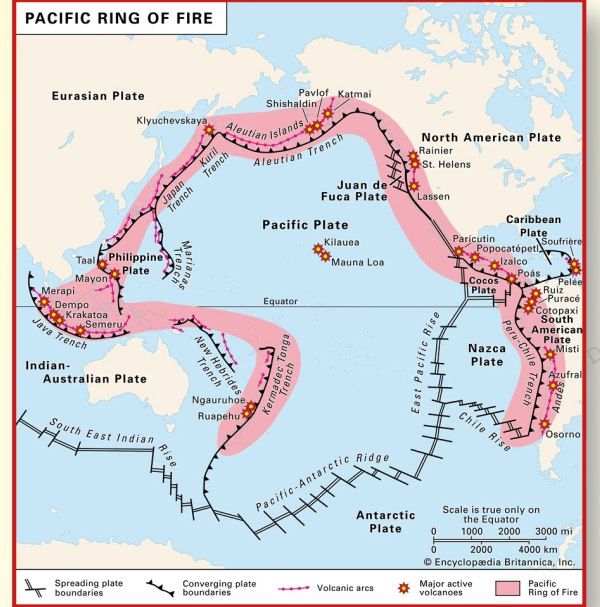 PACIFIC RING OF FIRE
Eurasian Plate
Klyuchevskaya
Pavlof
Katmai
Shishaldin
Aleutian Islands
Aleutian Trench
Kuril
Trench
Japan
Trench
North American Plate
Rainier
St. Helens
Lassen
Juan de
Fuca Plate
Pacific Plate
Kilauea
Mauna Loa
Caribbean
Plate
Soufrière
Parícutin
Popocatépetl
Izalco
Poás
Pelée
Cocos
Plate
Taal
Philippine
Plate
Mayon
Marianas
Trench
Merapi
Dempo
Krakatoa
Semeru
Java Trench
Equator
Ruiz
Puracé
Cotopaxi
South
American
Plate
Misti
Azufral
Andes
Osorno
Peru-Chile Trench
Nazca
Plate
East Pacific Rise
Chile Rise
Indian-
Australian Plate
New Hebrides
Trench
Kermadec Tonga
Trench
Ngauruhoe
Ruapehu
South East Indian Rise
Pacific-Antarctic Ridge
Antarctic
Plate
Scale is true only on
the Equator
0 1000 2000 3000 mi
0 2000 4000 km
© Encyclopædia Britannica, Inc.
Spreading plate
boundaries
Converging plate
boundaries
Volcanic arcs
Major active
volcanoes
Pacific
Ring of Fire